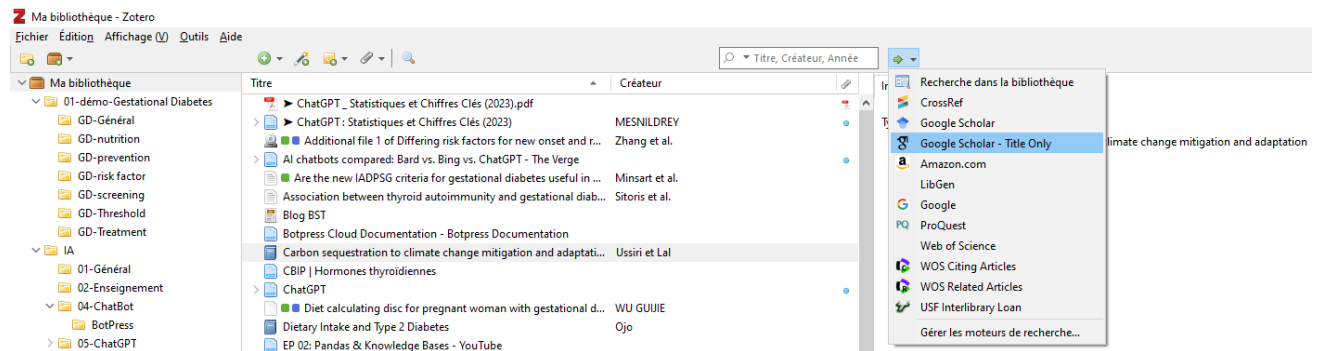 Ma bibliothèque - Zotero
Fichier Édition Affichage (V) Outils Aide
Titre, Créateur, Année
Ma bibliothèque
01-démo-Gestational Diabetes
GD-Général
GD-nutrition
GD-prevention
GD-risk factor
GD-screening
GD-Threshold
GD-Treatment
IA
01-Général
02-Enseignement
04-ChatBot
BotPress
05-ChatGPT
Titre Créateur
➤ ChatGPT _ Statistiques et Chiffres Clés (2023).pdf
➤ ChatGPT : Statistiques et Chiffres Clés (2023) MESNILDREY
Additional file 1 of Differing risk factors for new onset and r... Zhang et al.
AI chatbots compared: Bard vs. Bing vs. ChatGPT - The Verge
Are the new IADPSG criteria for gestational diabetes useful in ... Minsart et al.
Association between thyroid autoimmunity and gestational diab... Sitoris et al.
Blog BST
Botpress Cloud Documentation - Botpress Documentation
Carbon sequestration to climate change mitigation and adaptati... Ussiri et Lal
CBIP | Hormones thyroïdiennes
ChatGPT
Diet calculating disc for pregnant woman with gestational d... WU GUIJIE
Dietary Intake and Type 2 Diabetes Ojo
EP 02: Pandas & Knowledge Bases - YouTube
Recherche dans la bibliothèque
CrossRef
Google Scholar
Google Scholar - Title Only
Amazon.com
LibGen
Google
ProQuest
Web of Science
WOS Citing Articles
WOS Related Articles
USF Interlibrary Loan
Gérer les moteurs de recherche...
limate change mitigation and adaptation